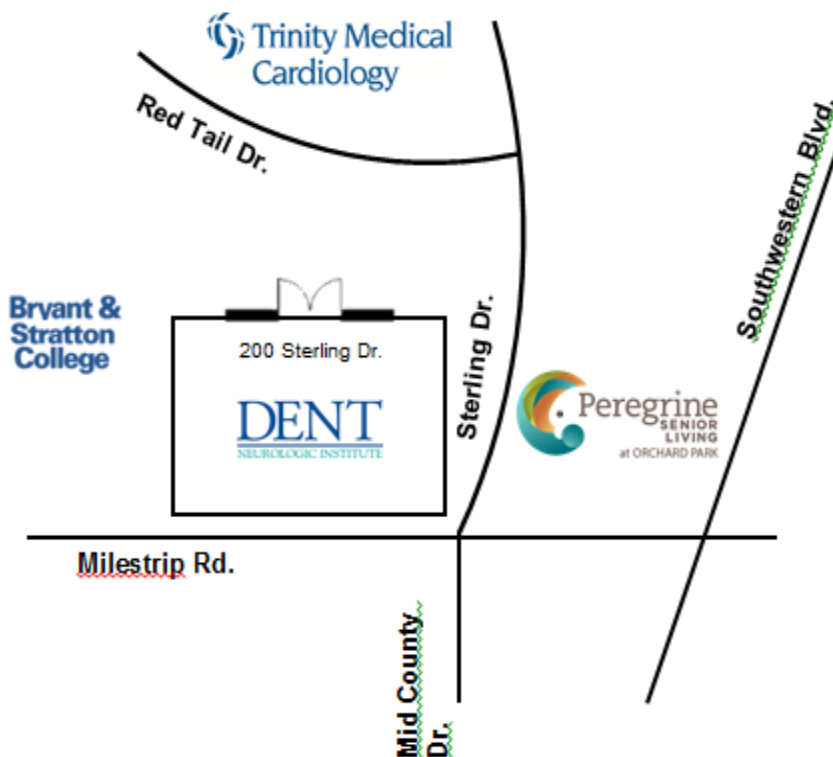 Trinity Medical
Cardiology
Red Tail Dr.
Southwestern Blvd.
Bryant &
Stratton
College
200 Sterling Dr.
DENT
NEUROLOGIC INSTITUTE
Sterling Dr.
Peregrine
SENIOR
LIVING
at ORCHARD PARK
Milestrip Rd.
Mid County
Dr.